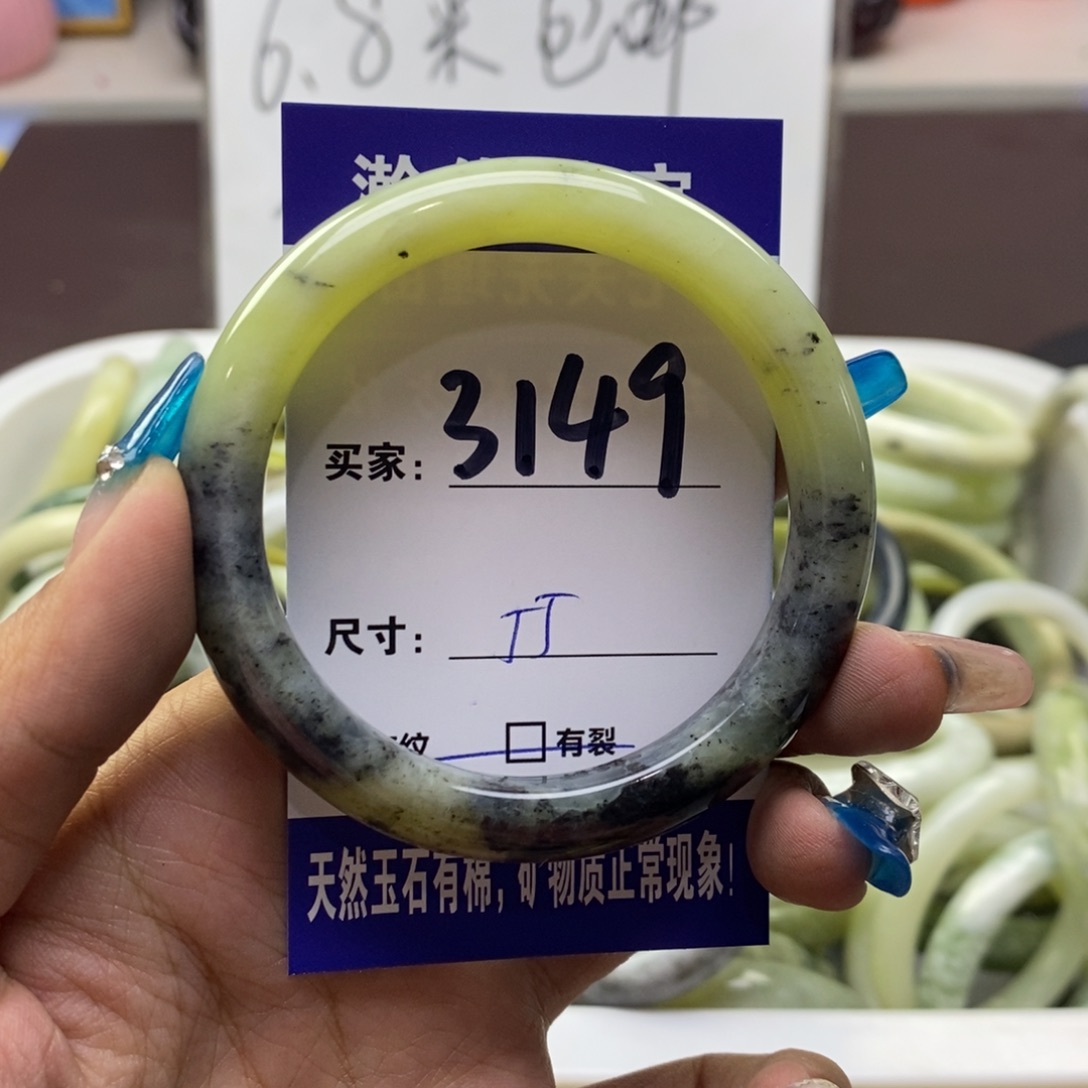 6.8米包邮
买家: 3149
尺寸:
有裂
天然玉石有棉, 矿物质正常现象!